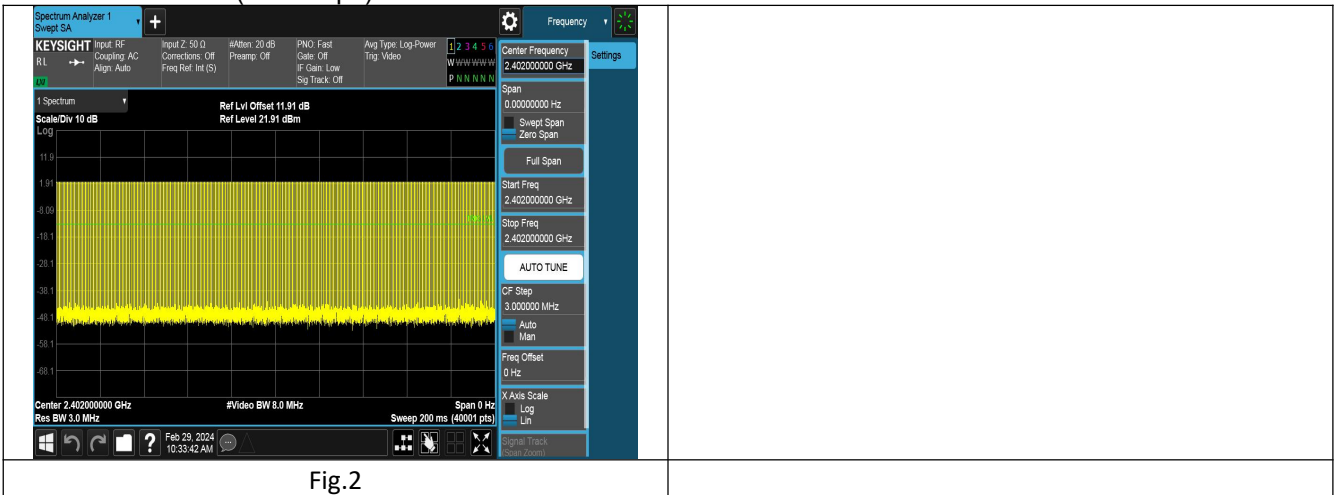 Spectrum Analyzer 1
Swept SA
+
Frequency
KEYSIGHT
RL
LXI
Input: RF
Coupling: AC
Align: Auto
Input Z: 50 Ω
Corrections: Off
Freq Ref: Int (S)
#Atten: 20 dB
Preamp: Off
PNO: Fast
Gate: Off
IF Gain: Low
Sig Track: Off
Avg Type: Log-Power
Trig: Video
1 2 3 4 5 6
W W W W W W
P N N N N N
1 Spectrum
Scale/Div 10 dB
Ref Lvl Offset 11.91 dB
Ref Level 21.91 dBm
Log
11.9
1.91
-8.09
-18.1
-28.1
-38.1
-48.1
-58.1
-68.1
Center 2.402000000 GHz
#Video BW 8.0 MHz
Span 0 Hz
Res BW 3.0 MHz
Sweep 200 ms (40001 pts)
Center Frequency
2.402000000 GHz
Settings
Span
0.00000000 Hz
Swept Span
Zero Span
Full Span
Start Freq
2.402000000 GHz
Stop Freq
2.402000000 GHz
AUTO TUNE
CF Step
3.000000 MHz
Auto
Man
Freq Offset
0 Hz
X Axis Scale
Log
Lin
Signal Track
(Span Zoom)
?
Feb 29, 2024
10:33:42 AM
Fig.2